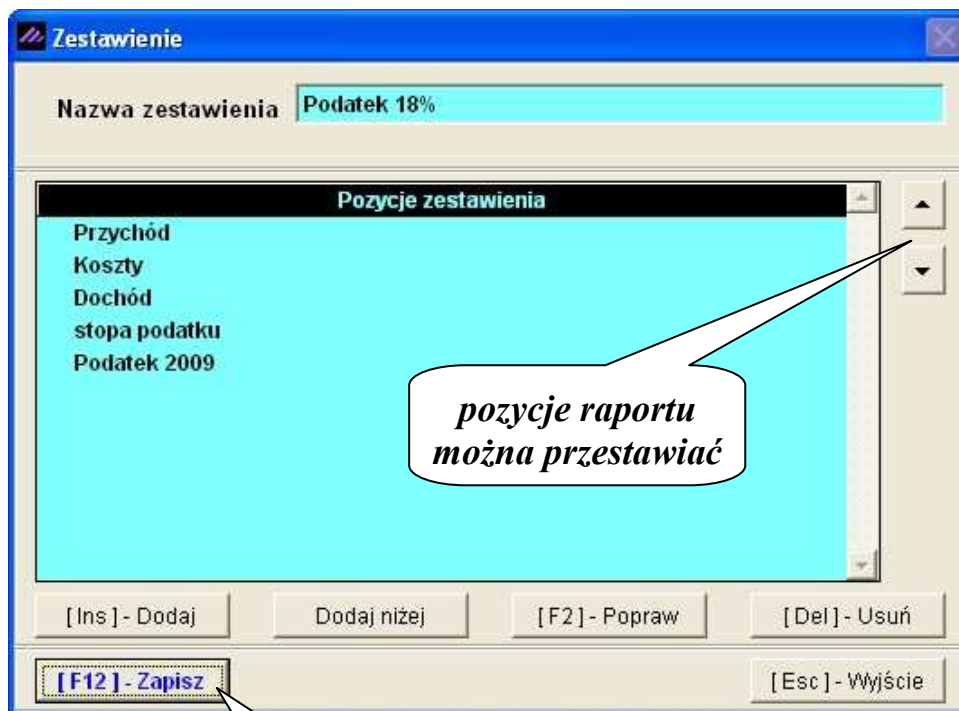 Zestawienie
Nazwa zestawienia Podatek 18%
Pozycje zestawienia
Przychód
Koszty
Dochód
stopa podatku
Podatek 2009
pozycje raportu
można przestawiać
[Ins] - Dodaj Dodaj niżej [F2] - Popraw [Del] - Usuń
[F12] - Zapisz [Esc] - Wyjście